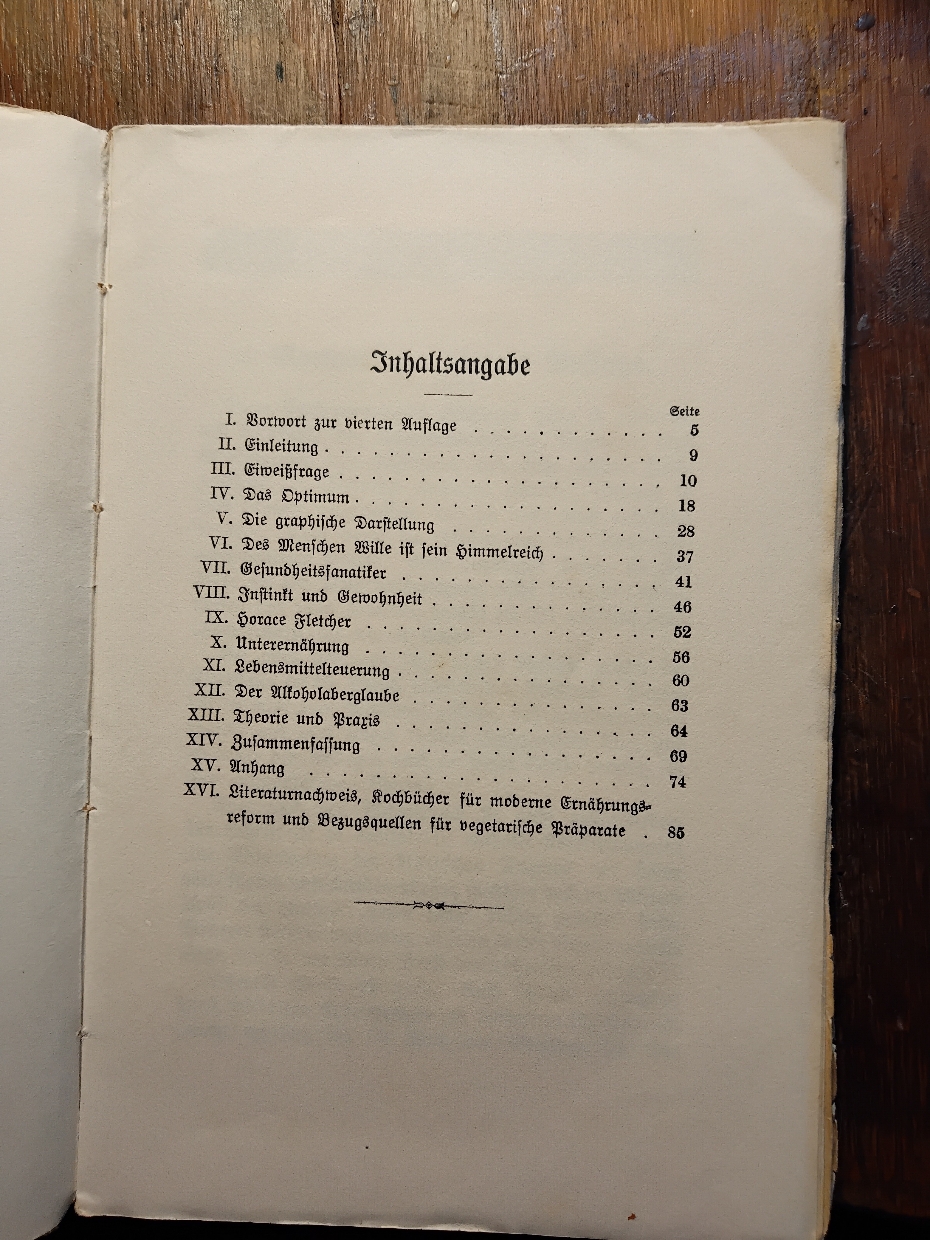 Inhaltsangabe
Seite
I. Vorwort zur vierten Auflage . . . . . . . . . . . . 5
II. Einleitung . . . . . . . . . . . . . . . . . . . . 9
III. Eiweißfrage . . . . . . . . . . . . . . . . . . . 10
IV. Das Optimum . . . . . . . . . . . . . . . . . . 18
V. Die graphische Darstellung . . . . . . . . . . . . 28
VI. Des Menschen Wille ist sein Himmelreich . . . . . . 37
VII. Gesundheitsfanatiker . . . . . . . . . . . . . . . 41
VIII. Instinkt und Gewohnheit . . . . . . . . . . . . . 46
IX. Horace Fletcher . . . . . . . . . . . . . . . . . 52
X. Unterernährung . . . . . . . . . . . . . . . . . 56
XI. Lebensmittelteuerung . . . . . . . . . . . . . . . 60
XII. Der Alkoholaberglaube . . . . . . . . . . . . . . 63
XIII. Theorie und Praxis . . . . . . . . . . . . . . . 64
XIV. Zusammenfassung . . . . . . . . . . . . . . . . 69
XV. Anhang . . . . . . . . . . . . . . . . . . . . 74
XVI. Literaturnachweis, Kochbücher für moderne Ernährungs-
reform und Bezugsquellen für vegetarische Präparate . 85